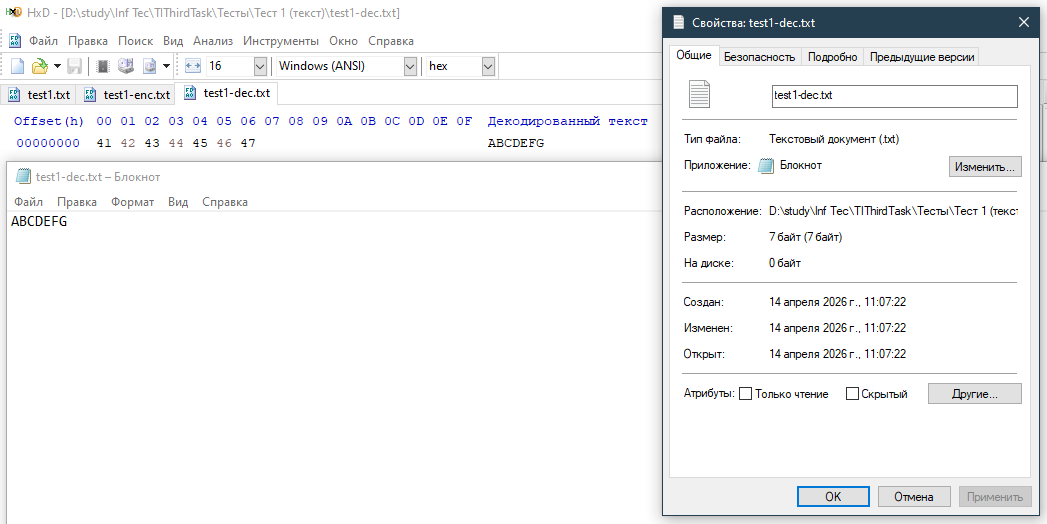 HxD - [D:\study\Inf Tec\TIThirdTask\Тесты\Тест 1 (текст)\test1-dec.txt]
Файл Правка Поиск Вид Анализ Инструменты Окно Справка
16 Windows (ANSI) hex
test1.txt test1-enc.txt test1-dec.txt
Offset(h) 00 01 02 03 04 05 06 07 08 09 0A 0B 0C 0D 0E 0F Декодированный текст
00000000 41 42 43 44 45 46 47 ABCDEFG
test1-dec.txt – Блокнот
Файл Правка Формат Вид Справка
ABCDEFG
Свойства: test1-dec.txt
Общие Безопасность Подробно Предыдущие версии
test1-dec.txt
Тип файла: Текстовый документ (.txt)
Приложение: Блокнот Изменить...
Расположение: D:\study\Inf Tec\TIThirdTask\Тесты\Тест 1 (текст
Размер: 7 байт (7 байт)
На диске: 0 байт
Создан: 14 апреля 2026 г., 11:07:22
Изменен: 14 апреля 2026 г., 11:07:22
Открыт: 14 апреля 2026 г., 11:07:22
Атрибуты: Только чтение Скрытый Другие...
OK Отмена Применить